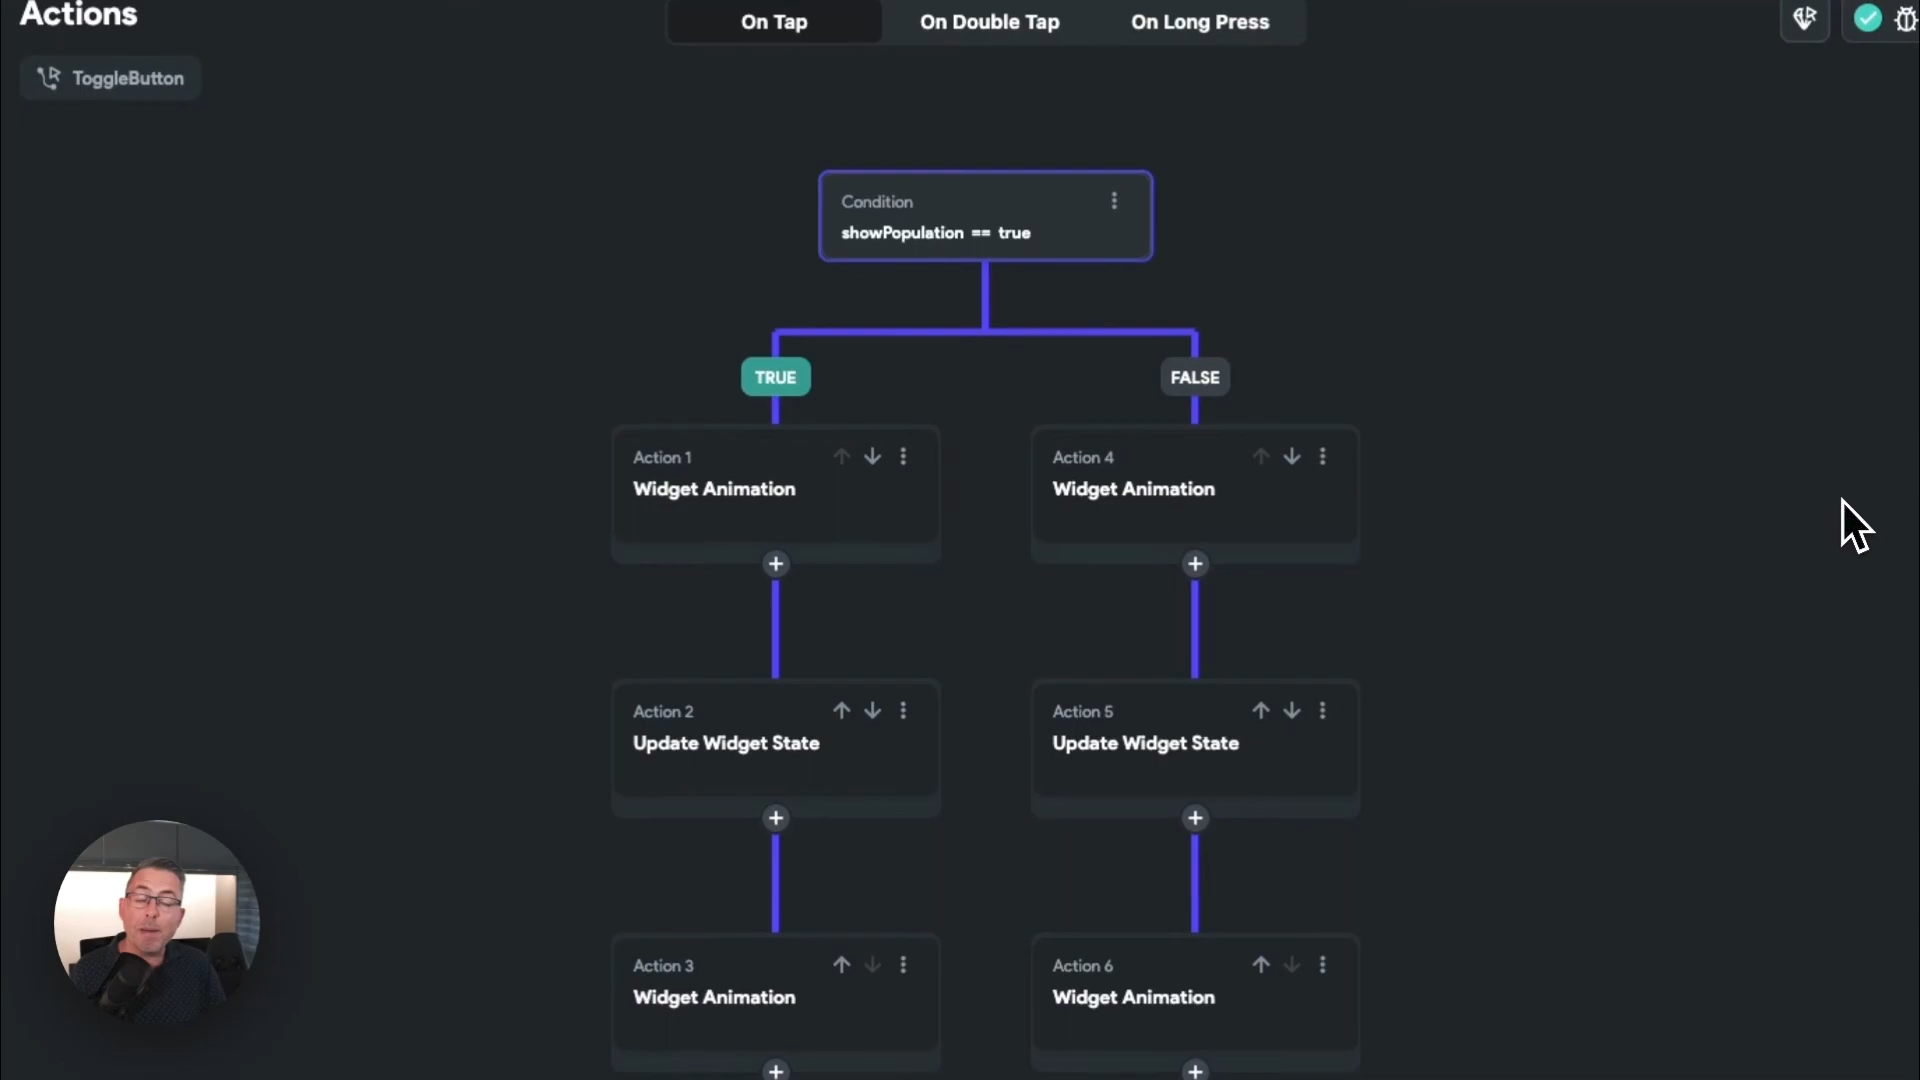 Actions
On Tap
On Double Tap
On Long Press
ToggleButton
Condition
showPopulation == true
TRUE
FALSE
Action 1
Widget Animation
Action 4
Widget Animation
Action 2
Update Widget State
Action 5
Update Widget State
Action 3
Widget Animation
Action 6
Widget Animation